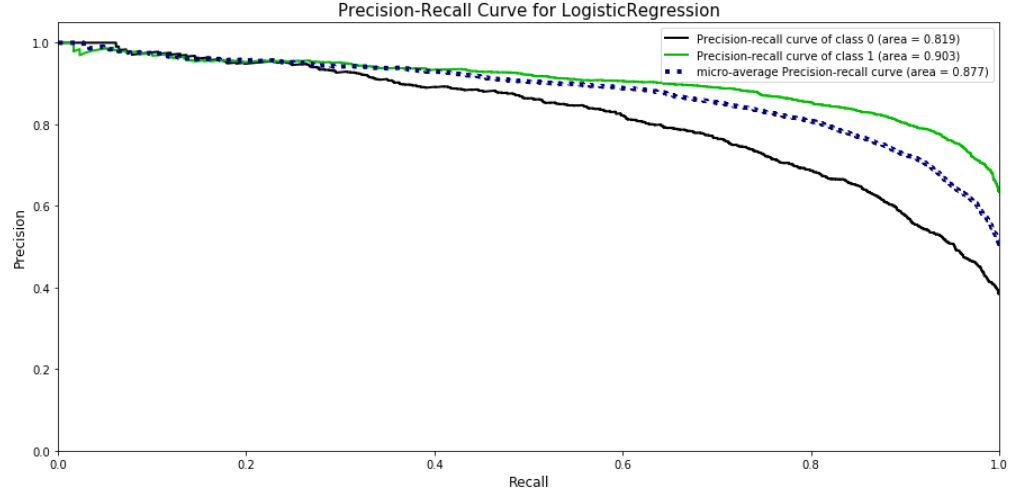 Precision-Recall Curve for LogisticRegression
Precision-recall curve of class 0 (area = 0.819)
Precision-recall curve of class 1 (area = 0.903)
micro-average Precision-recall curve (area = 0.877)
Precision
1.0
0.8
0.6
0.4
0.2
0.0
0.0 0.2 0.4 0.6 0.8 1.0
Recall